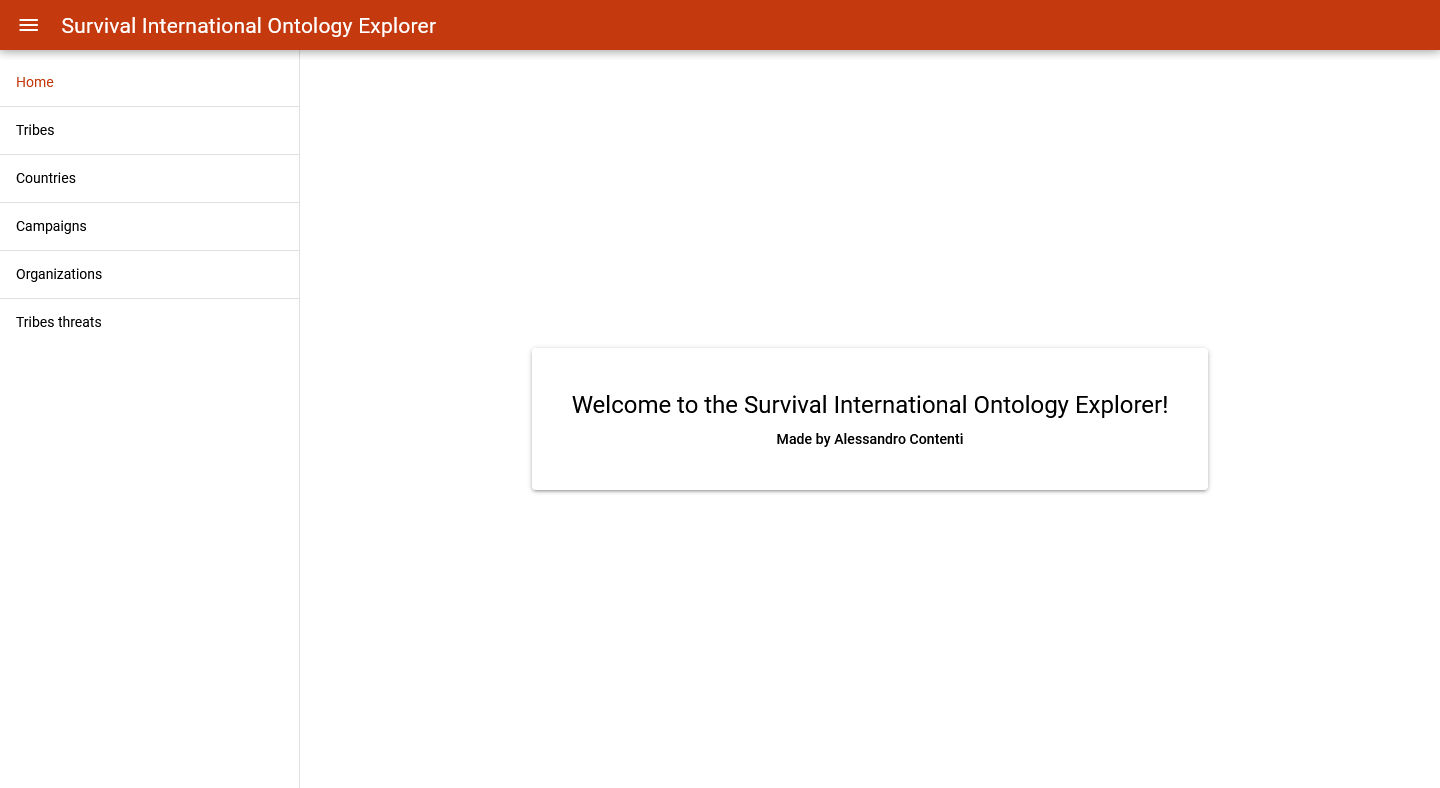 Survival International Ontology Explorer
Home
Tribes
Countries
Campaigns
Organizations
Tribes threats
Welcome to the Survival International Ontology Explorer!
Made by Alessandro Contenti